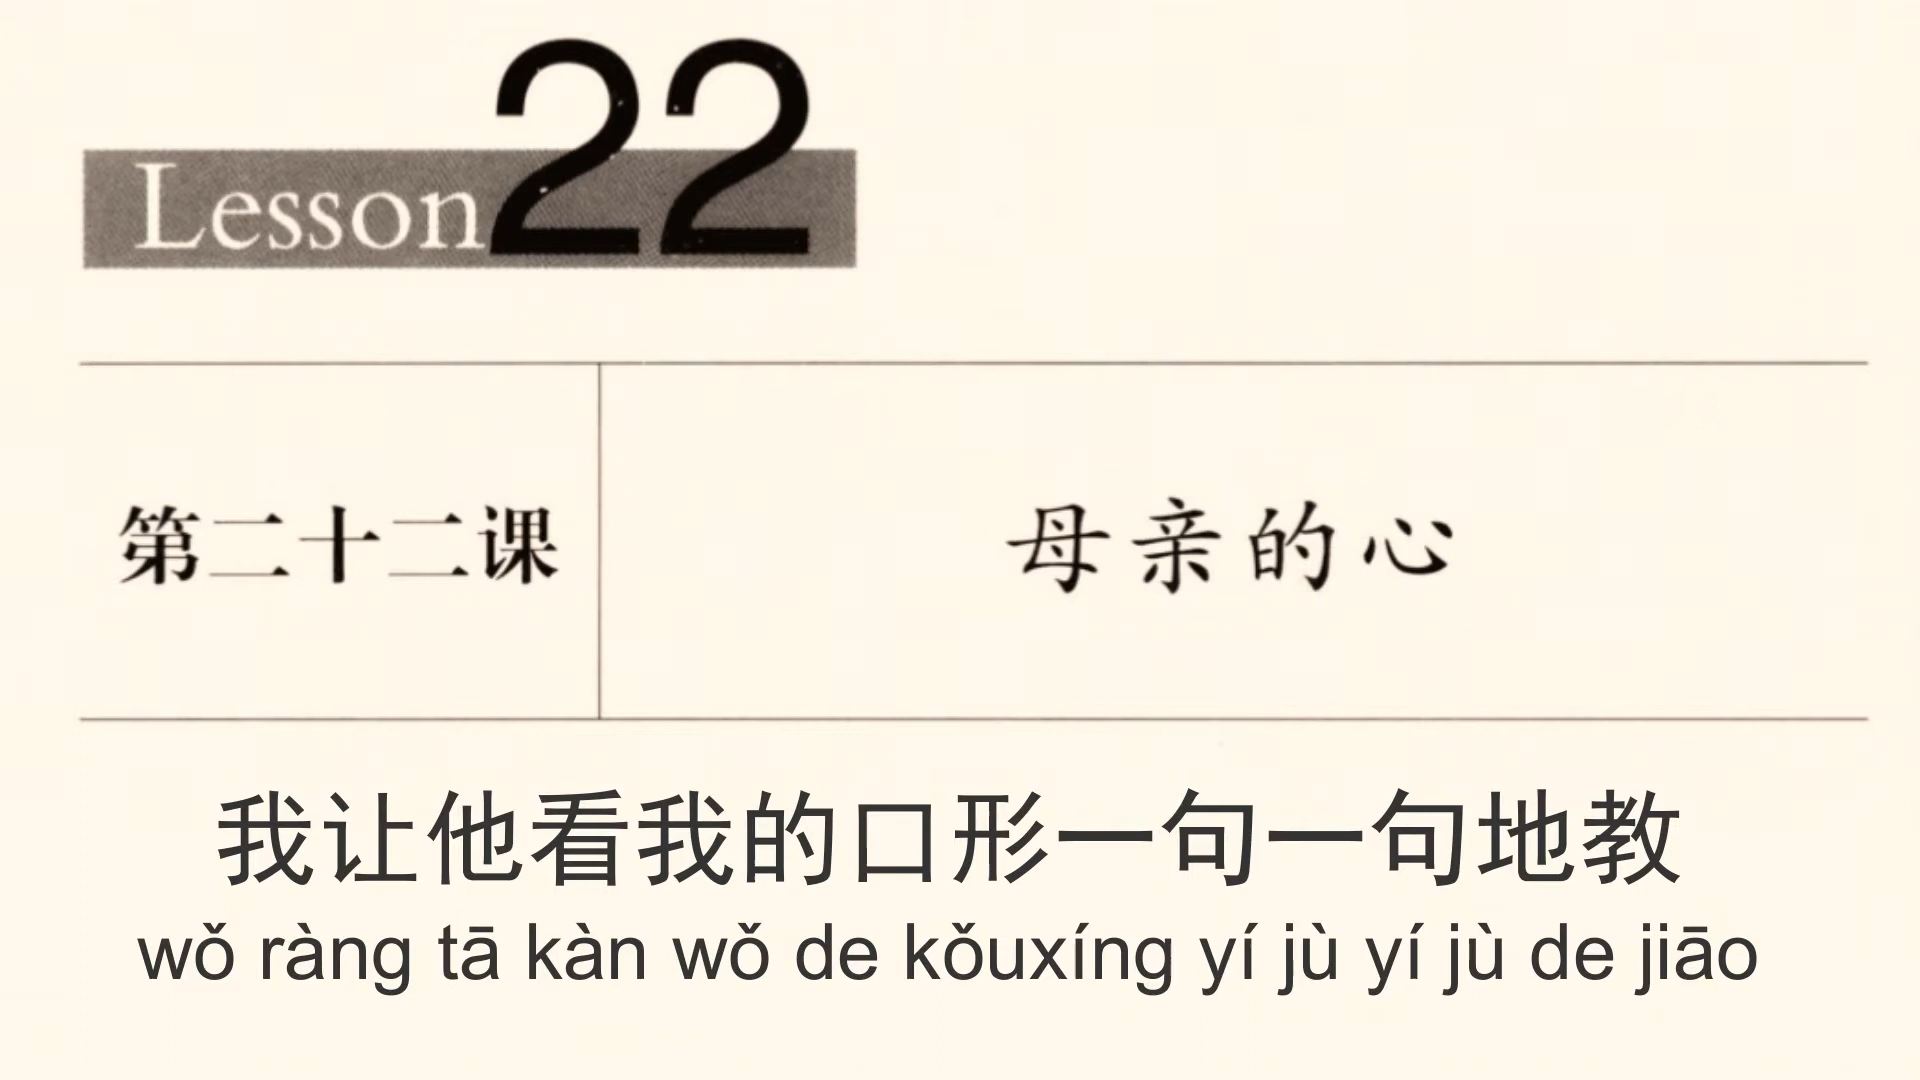 Lesson 22
第二十二课 母亲的心
我让他看我的口形一句一句地教
wǒ ràng tā kàn wǒ de kǒuxíng yí jù yí jù de jiāo